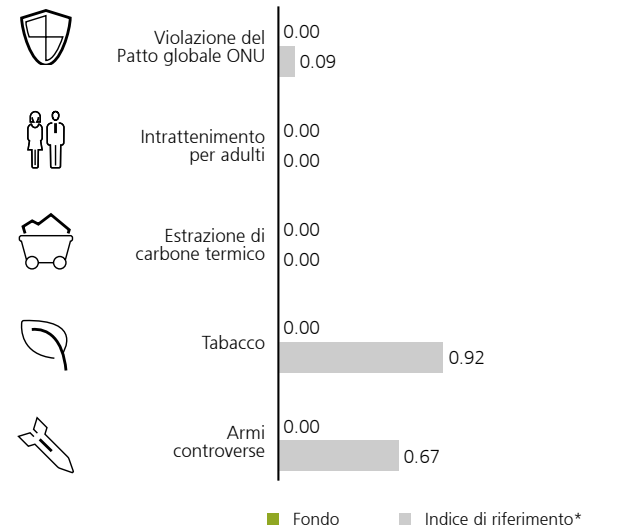 Violazione del
Patto globale ONU
0.00
0.09
Intrattenimento
per adulti
0.00
0.00
Estrazione di
carbone termico
0.00
0.00
Tabacco
0.00
0.92
Armi
controverse
0.00
0.67
Fondo
Indice di riferimento*